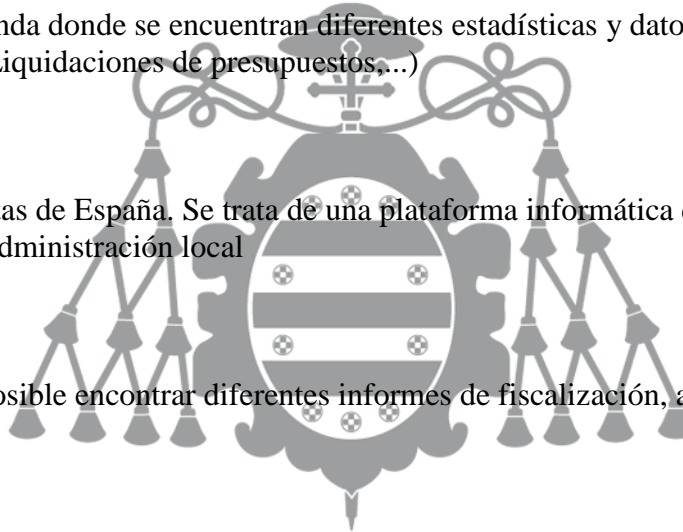 nda donde se encuentran diferentes estadísticas y dato
iquidaciones de presupuestos,...)
as de España. Se trata de una plataforma informática
dministración local
osible encontrar diferentes informes de fiscalización, a